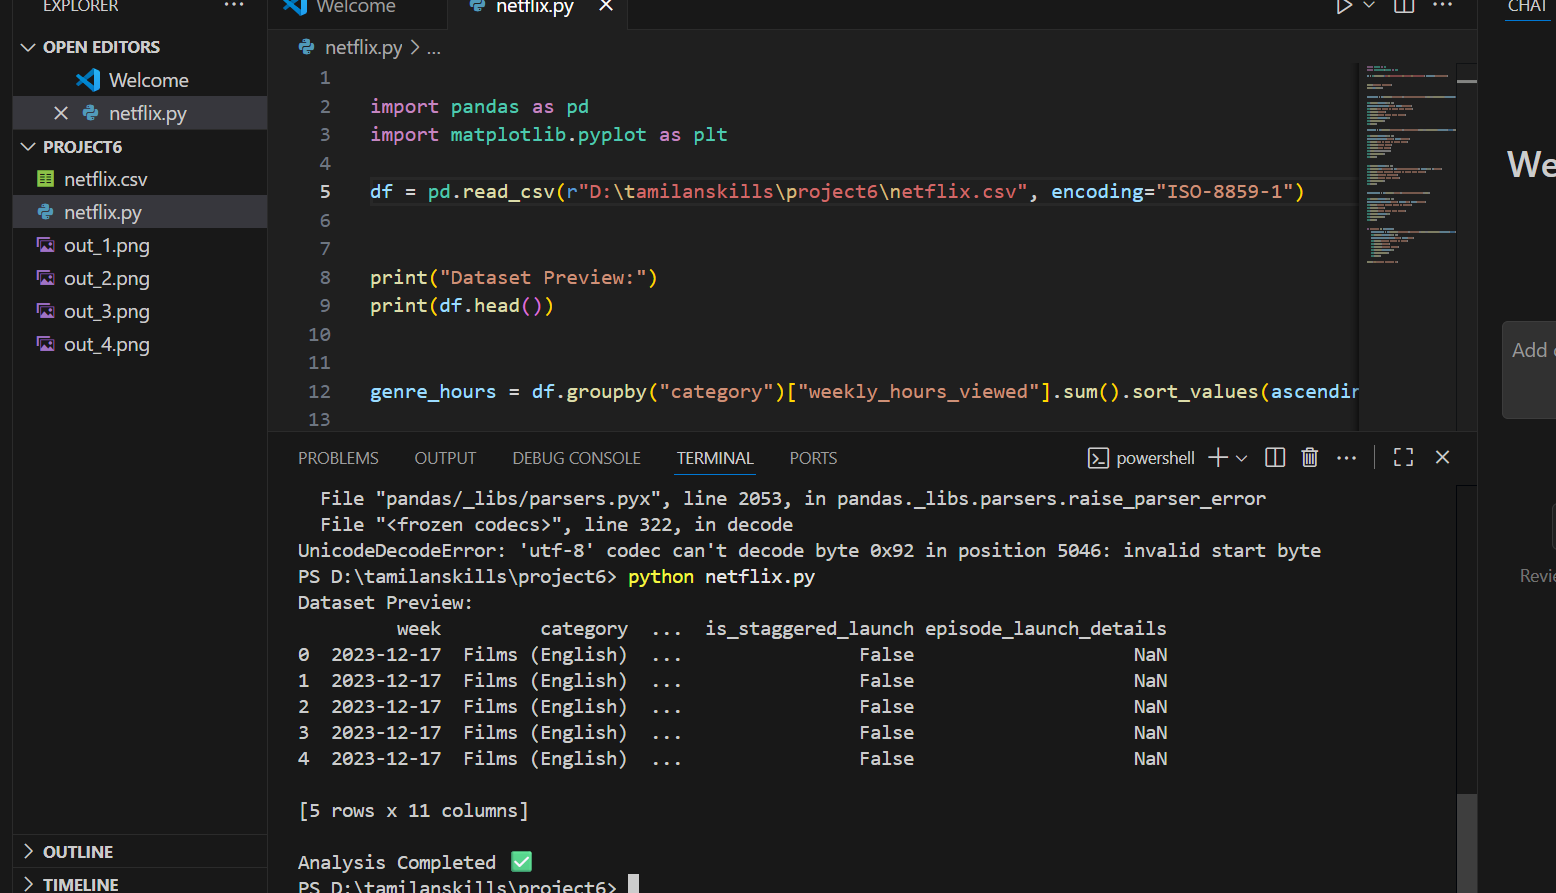 EXPLORER
...
OPEN EDITORS
Welcome
netflix.py
PROJECT6
netflix.csv
netflix.py
out_1.png
out_2.png
out_3.png
out_4.png
OUTLINE
TIMELINE
Welcome
netflix.py
netflix.py > ...
1
2 import pandas as pd
3 import matplotlib.pyplot as plt
4
5 df = pd.read_csv(r"D:\tamilanskills\project6\netflix.csv", encoding="ISO-8859-1")
6
7
8 print("Dataset Preview:")
9 print(df.head())
10
11
12 genre_hours = df.groupby("category")["weekly_hours_viewed"].sum().sort_values(ascendin
13
PROBLEMS OUTPUT DEBUG CONSOLE TERMINAL PORTS powershell
File "pandas/_libs/parsers.pyx", line 2053, in pandas._libs.parsers.raise_parser_error
File "<frozen codecs>", line 322, in decode
UnicodeDecodeError: 'utf-8' codec can't decode byte 0x92 in position 5046: invalid start byte
PS D:\tamilanskills\project6> python netflix.py
Dataset Preview:
week category ... is_staggered_launch episode_launch_details
0 2023-12-17 Films (English) ... False NaN
1 2023-12-17 Films (English) ... False NaN
2 2023-12-17 Films (English) ... False NaN
3 2023-12-17 Films (English) ... False NaN
4 2023-12-17 Films (English) ... False NaN
[5 rows x 11 columns]
Analysis Completed ✅
PS D:\tamilanskills\project6>
CHAT
We
Add
Revie